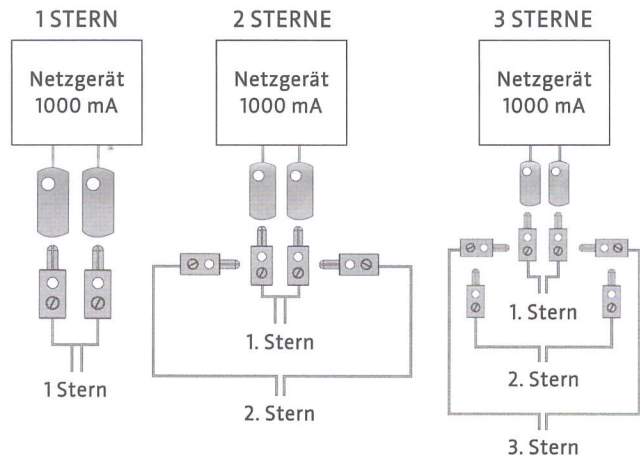 1 STERN
Netzgerät
1000 mA
1 Stern
2 STERNE
Netzgerät
1000 mA
1. Stern
2. Stern
3 STERNE
Netzgerät
1000 mA
1. Stern
2. Stern
3. Stern